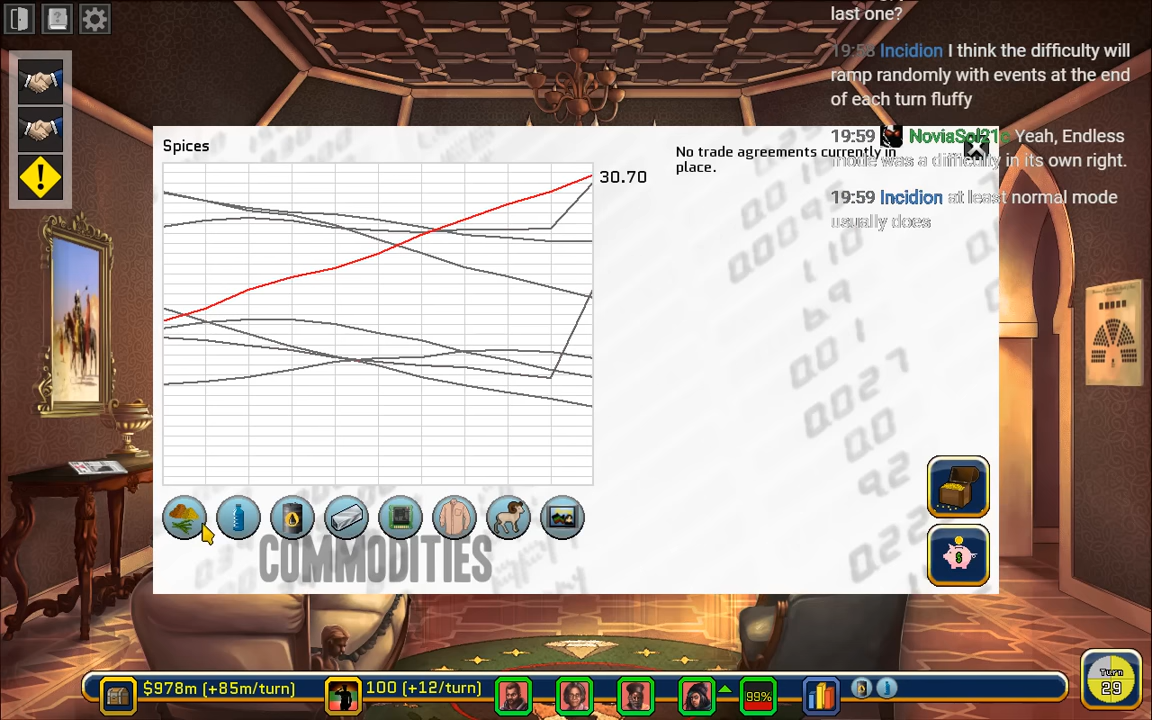 last one?
19:58 Incidion I think the difficulty will
ramp randomly with events at the end
of each turn fluffy
19:59 NoviaSol21c Yeah, Endless
mode was a difficulty in its own right.
19:59 Incidion at least normal mode
usually does
Spices
No trade agreements currently in
place.
30.70
COMMODITIES
$978m (+85m/turn)
100 (+12/turn)
99%
Turn
29